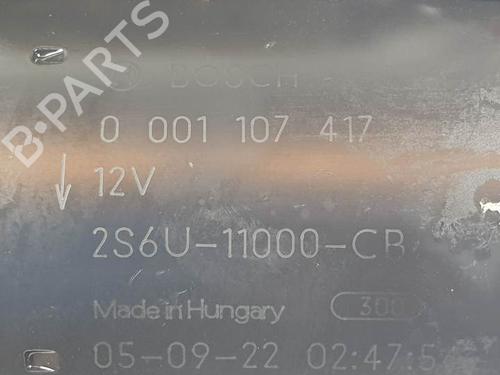 B-PARTS
BOSCH
0 001 107 417
12V
2S6U-11000-CB
Made in Hungary 300
05-09-22 02:47:5